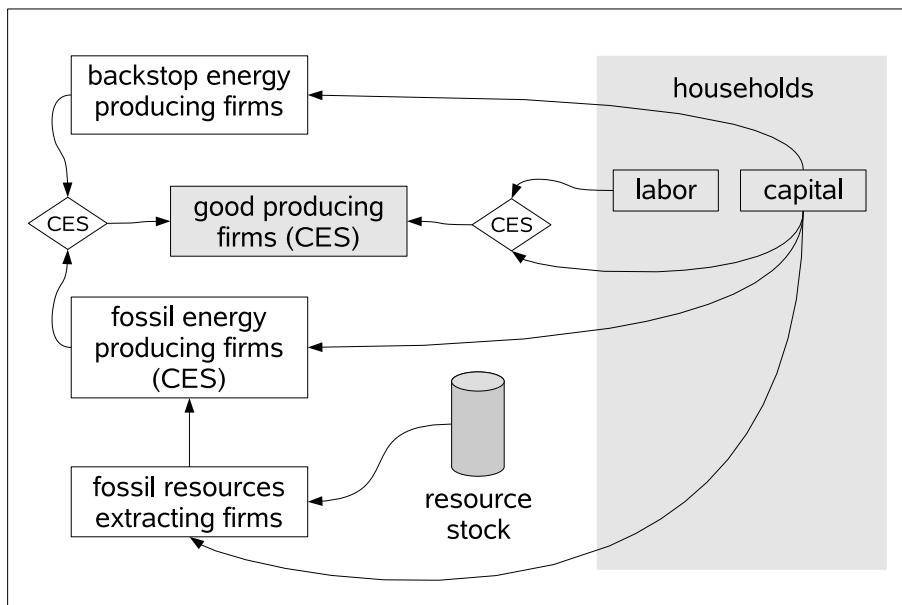 backstop energy
producing firms
households
labor
capital
CES
good producing
firms (CES)
CES
fossil energy
producing firms
(CES)
fossil resources
extracting firms
resource
stock